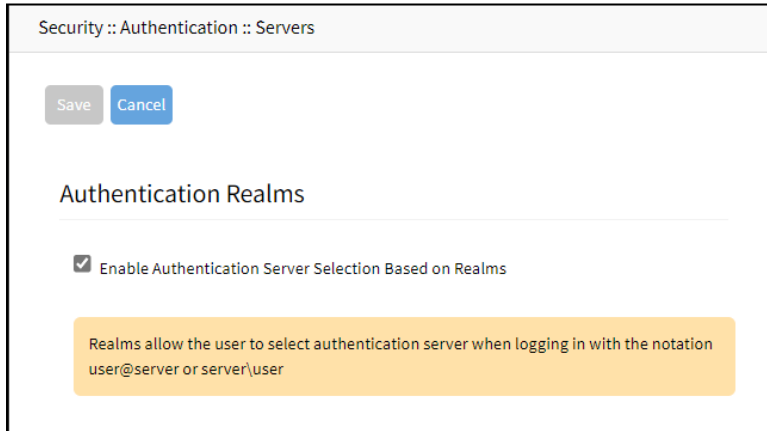 Security :: Authentication :: Servers
Save Cancel
Authentication Realms
Enable Authentication Server Selection Based on Realms
Realms allow the user to select authentication server when logging in with the notation
user@server or server\user